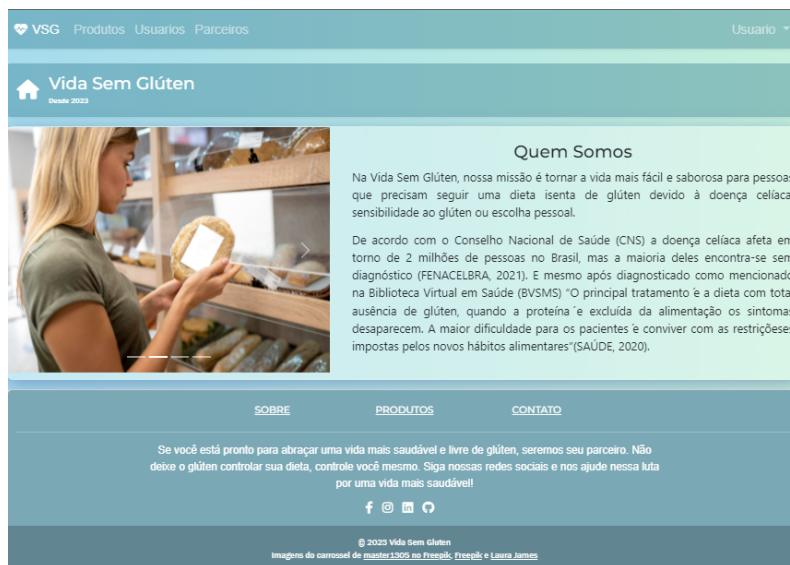 VSG Produtos Usuarios Parceiros Usuario
Vida Sem Glúten
Desde 2023
Quem Somos
Na Vida Sem Glúten, nossa missão é tornar a vida mais fácil e saborosa para pessoas
que precisam seguir uma dieta isenta de glúten devido à doença celíaca
sensibilidade ao glúten ou escolha pessoal.
De acordo com o Conselho Nacional de Saúde (CNS) a doença celíaca afeta em
torno de 2 milhões de pessoas no Brasil, mas a maioria deles encontra-se sem
diagnóstico (FENACELBRA, 2021). E mesmo após diagnosticado como mencionado
na Biblioteca Virtual em Saúde (BVSMS) “O principal tratamento ́e a dieta com total
ausência de glúten, quando a proteína ́e excluída da alimentação os sintomas
desaparecem. A maior dificuldade para os pacientes ́e conviver com as restriçõeses
impostas pelos novos hábitos alimentares”(SAÚDE, 2020).
SOBRE PRODUTOS CONTATO
Se você está pronto para abraçar uma vida mais saudável e livre de glúten, seremos seu parceiro. Não
deixe o glúten controlar sua dieta, controle você mesmo. Siga nossas redes sociais e nos ajude nessa luta
por uma vida mais saudável!
@ 2023 Vida Sem Gluten
Imagens do carrossel de master1305 no Freepik, Freepik e Laura James